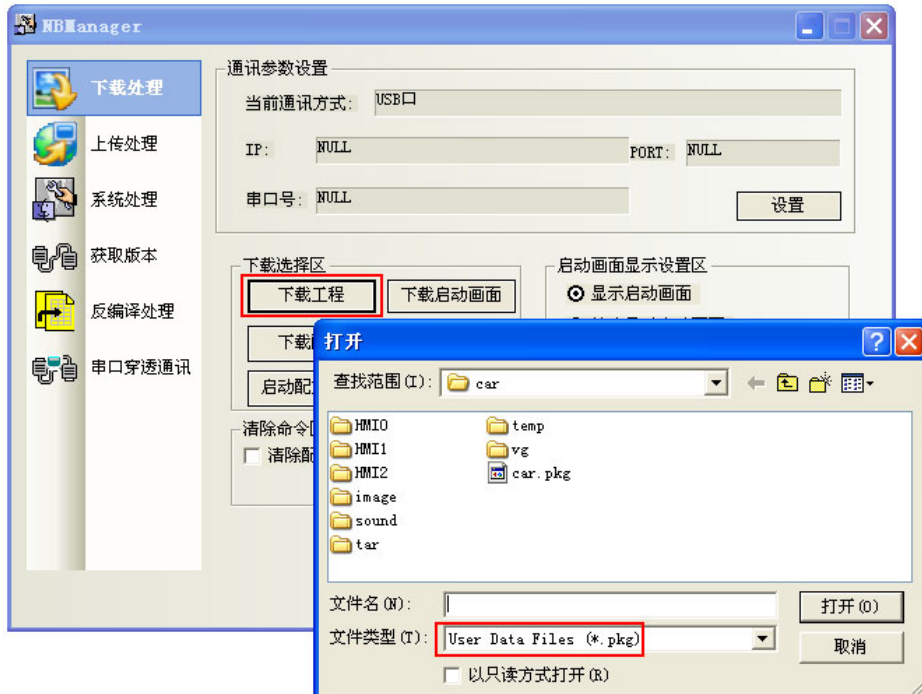 NBManager
下载处理
上传处理
系统处理
获取版本
反编译处理
串口穿透通讯
通讯参数设置
当前通讯方式: USB口
IP: NULL PORT: NULL
串口号: NULL
设置
下载选择区
下载工程 下载启动画面
下载
启动配
清除命令
清除配
启动画面显示设置区
显示启动画面
打开
查找范围(I): car
HMI0
HMI1
HMI2
image
sound
tar
temp
vg
car.pkg
文件名(N): 打开(O)
文件类型(T): User Data Files (*.pkg) 取消
以只读方式打开(R)